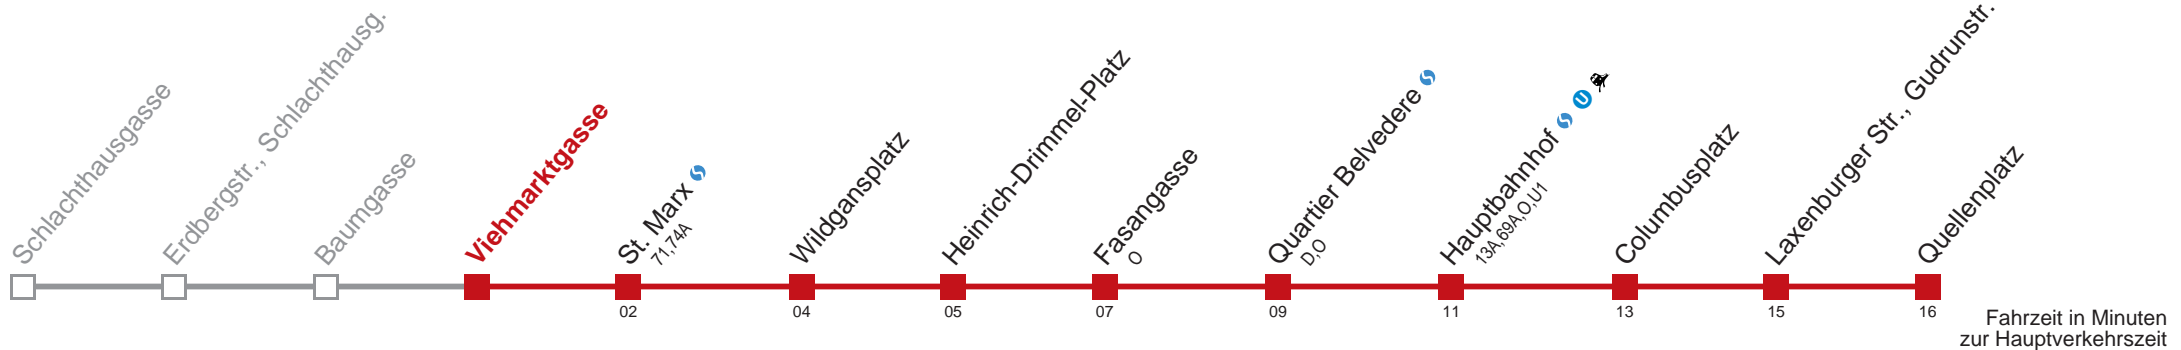 Schlachthausgasse
Erdbergstr., Schlachthausg.
Baumgasse
Viehmarktgasse
St. Marx
71,74A
Wildgansplatz
Heinrich-Drimmel-Platz
Fasangasse
O
Quartier Belvedere
D,O
Hauptbahnhof U
13A,69A,O,U1
Columbusplatz
Laxenburger Str., Gudrunstr.
Quellenplatz
02 04 05 07 09 11 13 15 16
Fahrzeit in Minuten
zur Hauptverkehrszeit